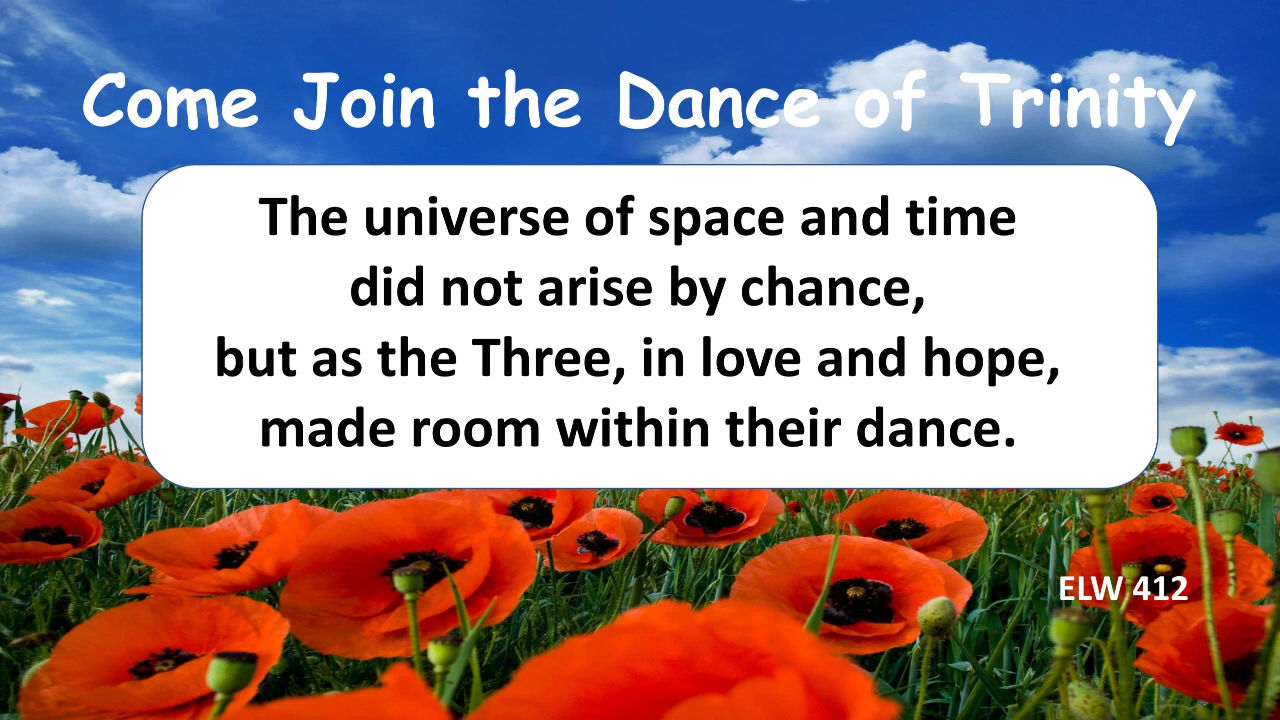 Come Join the Dance of Trinity
The universe of space and time
did not arise by chance,
but as the Three, in love and hope,
made room within their dance.
ELW 412